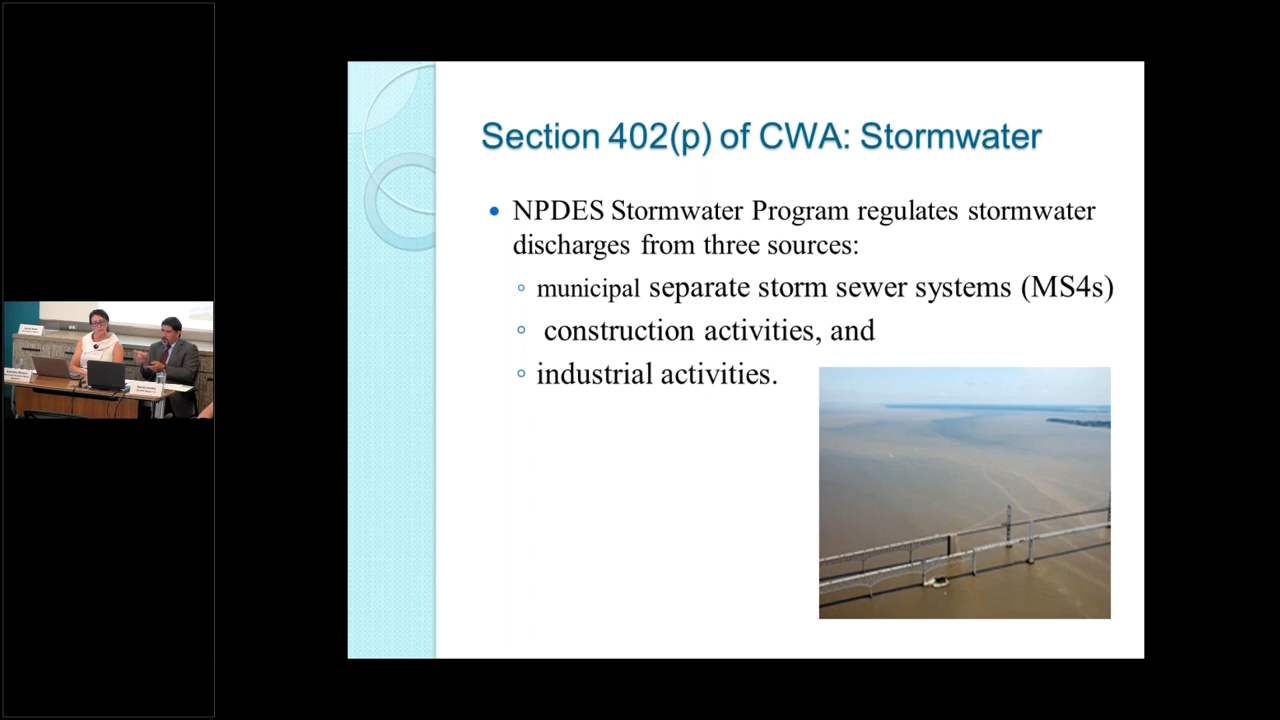 Section 402(p) of CWA: Stormwater
NPDES Stormwater Program regulates stormwater
discharges from three sources:
municipal separate storm sewer systems (MS4s)
construction activities, and
industrial activities.